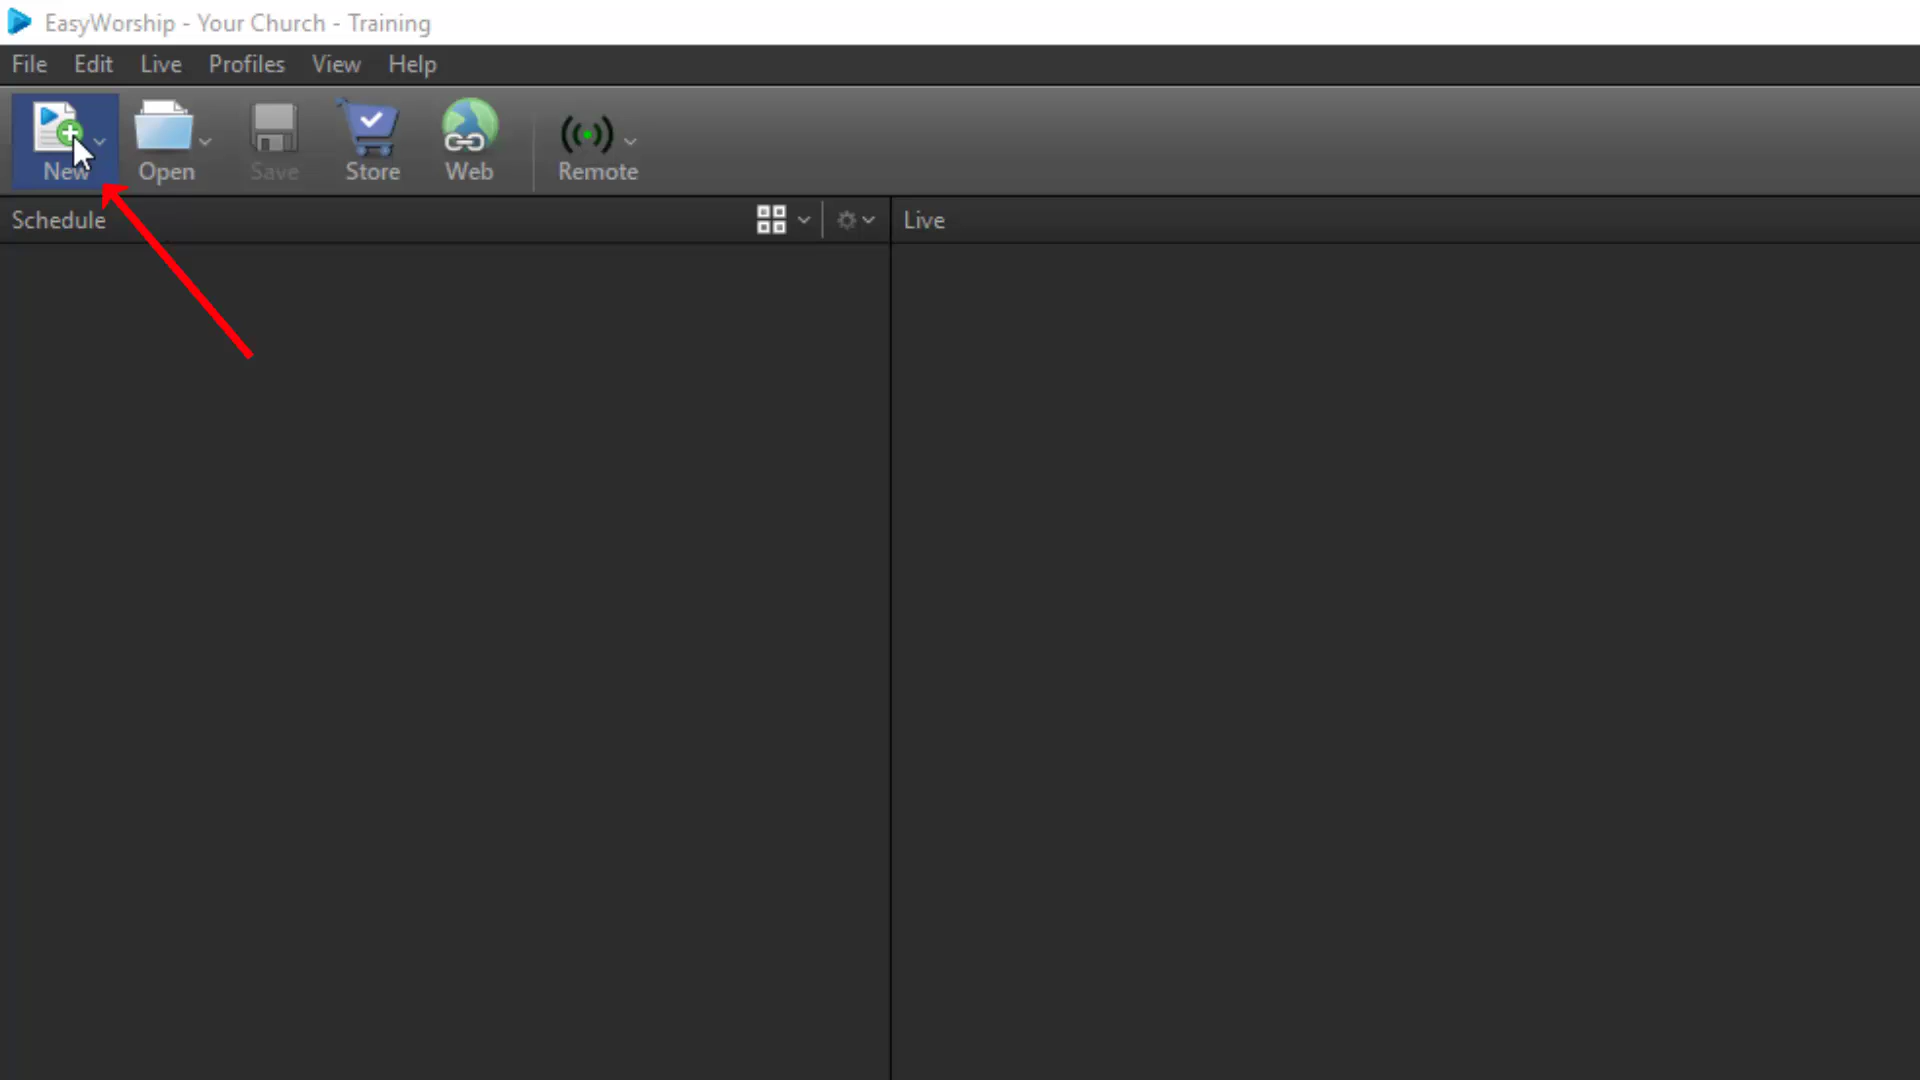 EasyWorship - Your Church - Training
File Edit Live Profiles View Help
New Open Save Store Web Remote
Schedule Live